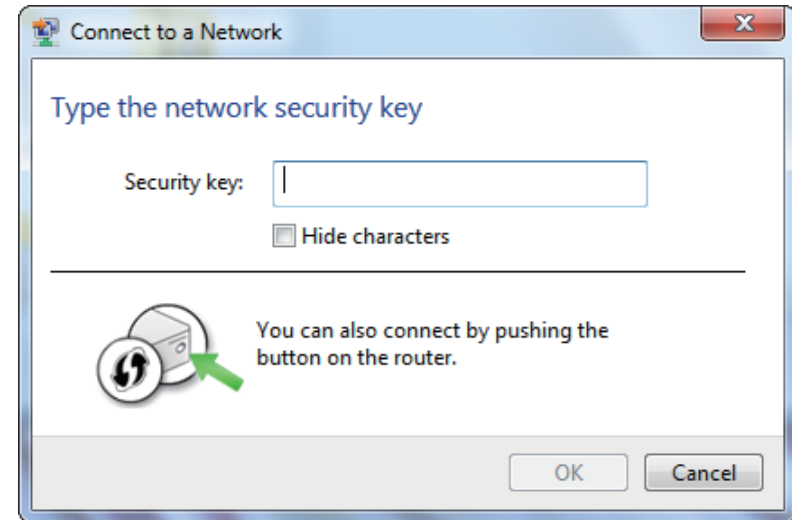 Connect to a Network
Type the network security key
Security key:
Hide characters
You can also connect by pushing the
button on the router.
OK
Cancel